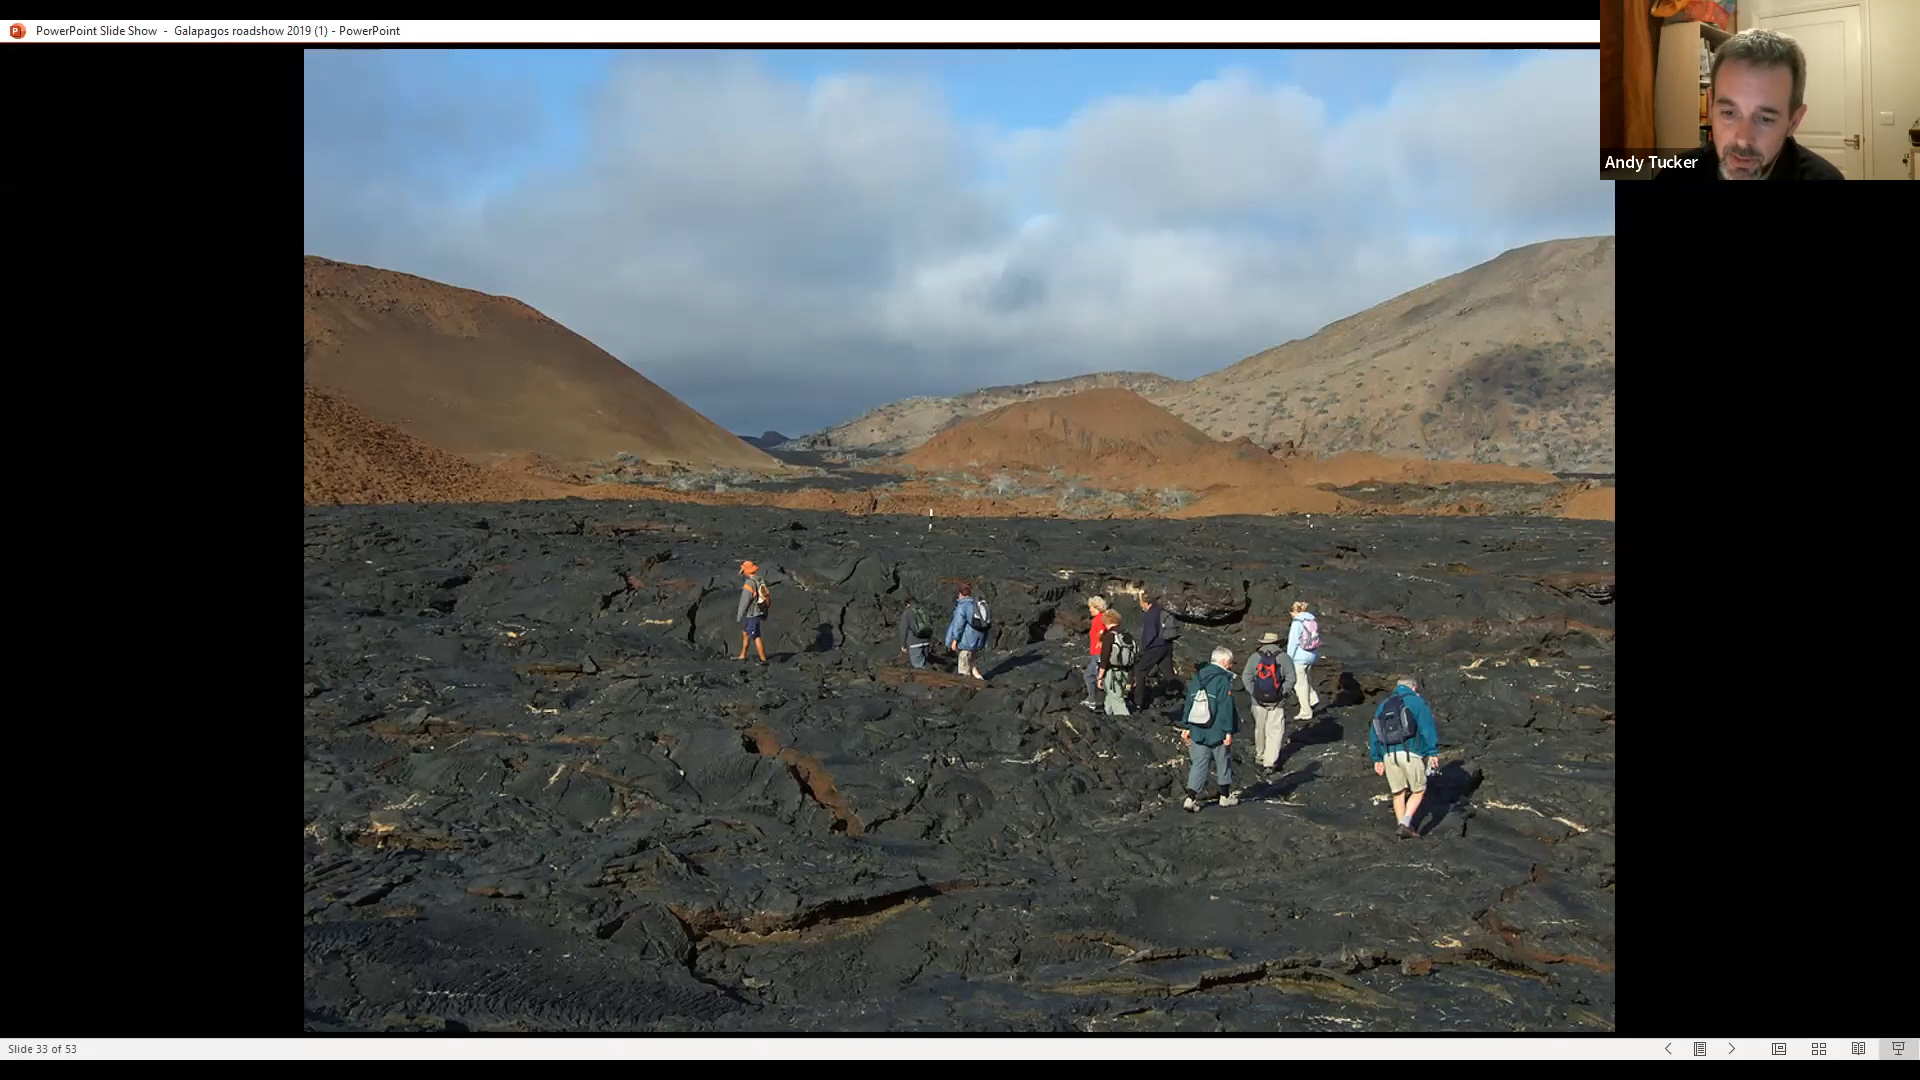 PowerPoint Slide Show - Galapagos roadshow 2019 (1) - PowerPoint
Andy Tucker
Slide 33 of 53